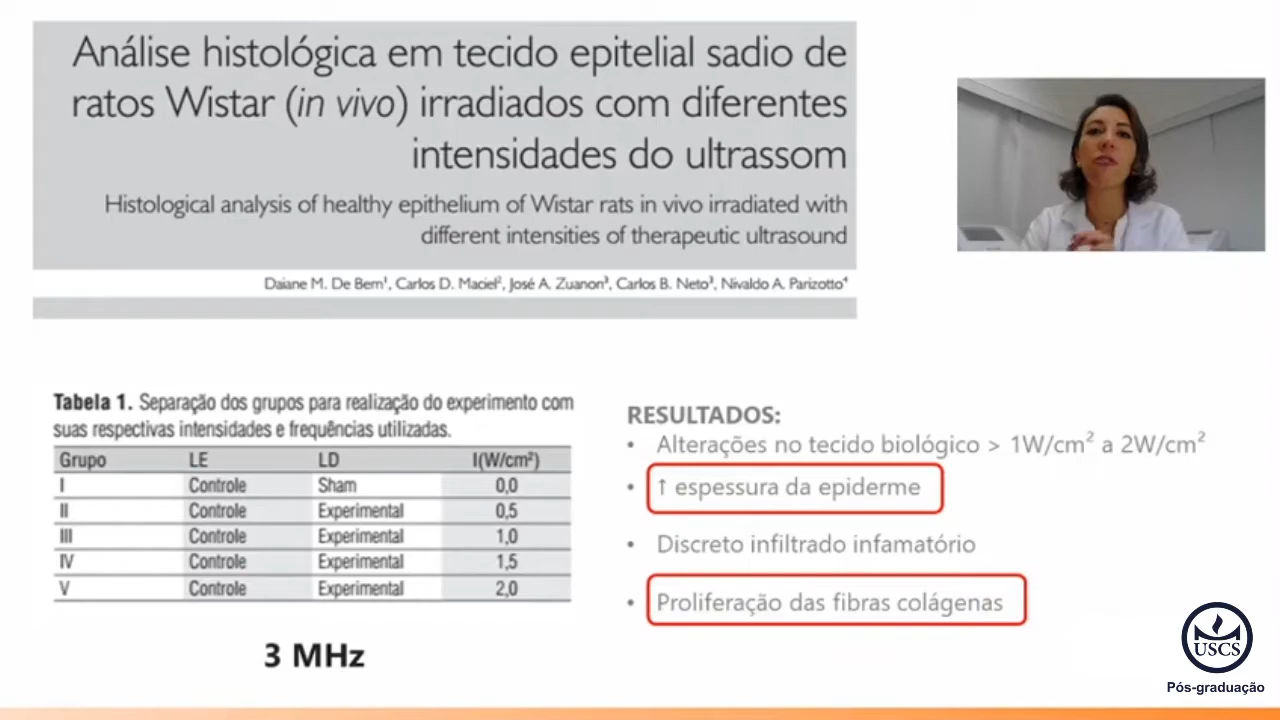 Análise histológica em tecido epitelial sadio de
ratos Wistar (in vivo) irradiados com diferentes
intensidades do ultrassom
Histological analysis of healthy epithelium of Wistar rats in vivo irradiated with
different intensities of therapeutic ultrasound
Daiane M. De Bem¹, Carlos D. Maciel², José A. Zuanon³, Carlos B. Neto³, Nivaldo A. Parizotto⁴
Tabela 1. Separação dos grupos para realização do experimento com
suas respectivas intensidades e frequências utilizadas.
Grupo LE LD I(W/cm²)
I Controle Sham 0,0
II Controle Experimental 0,5
III Controle Experimental 1,0
IV Controle Experimental 1,5
V Controle Experimental 2,0
3 MHz
RESULTADOS:
• Alterações no tecido biológico > 1W/cm² a 2W/cm²
• ↑ espessura da epiderme
• Discreto infiltrado infamatório
• Proliferação das fibras colágenas
USCS
Pós-graduação